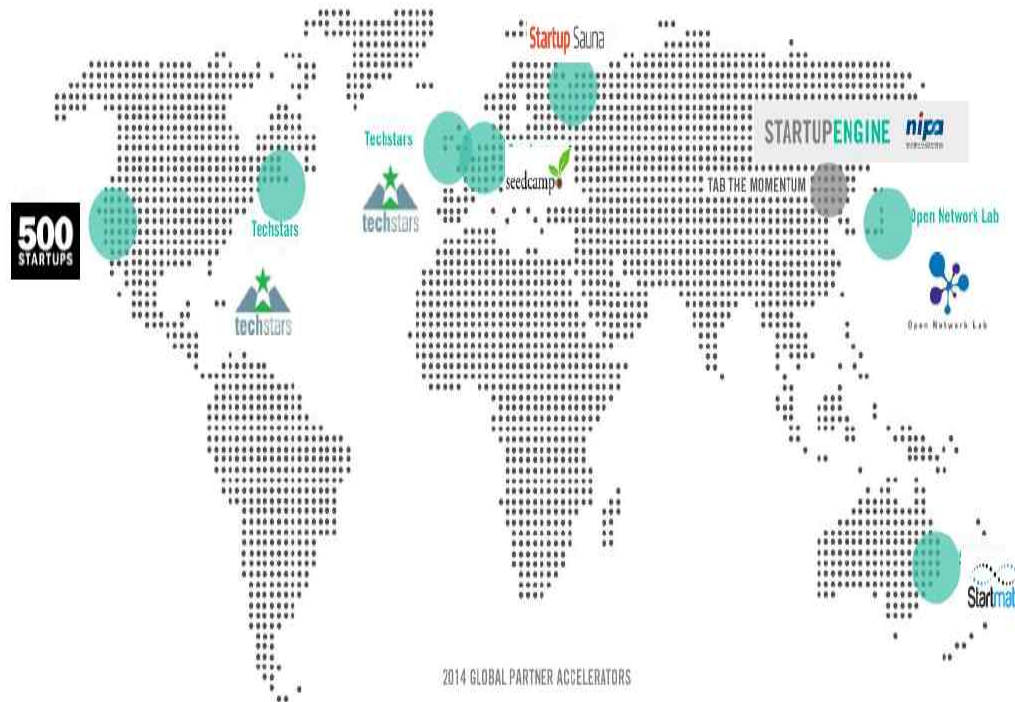 Startup Sauna
STARTUPENGINE nipa
Techstars
seedcamp
TAB THE MOMENTUM
techstars
500
STARTUPS
Techstars
Open Network Lab
techstars
Open Network Lab
Startmat
2014 GLOBAL PARTNER ACCELERATORS